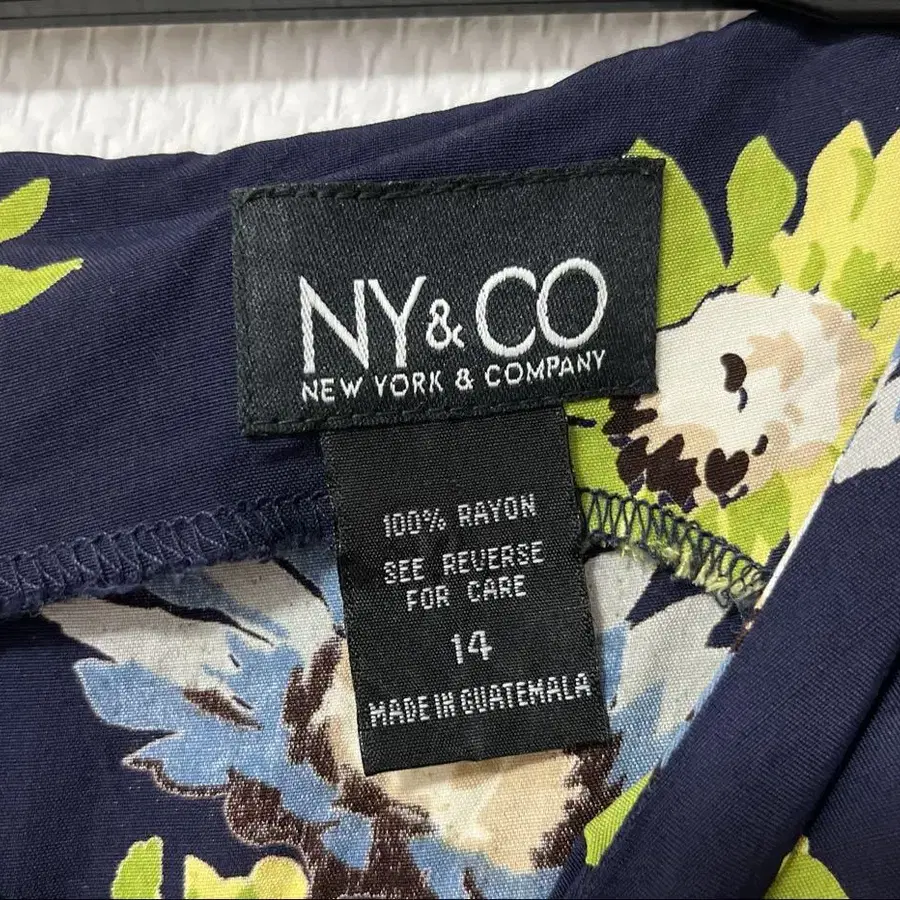 NY&CO
NEW YORK & COMPANY
100% RAYON
SEE REVERSE
FOR CARE
14
MADE IN GUATEMALA